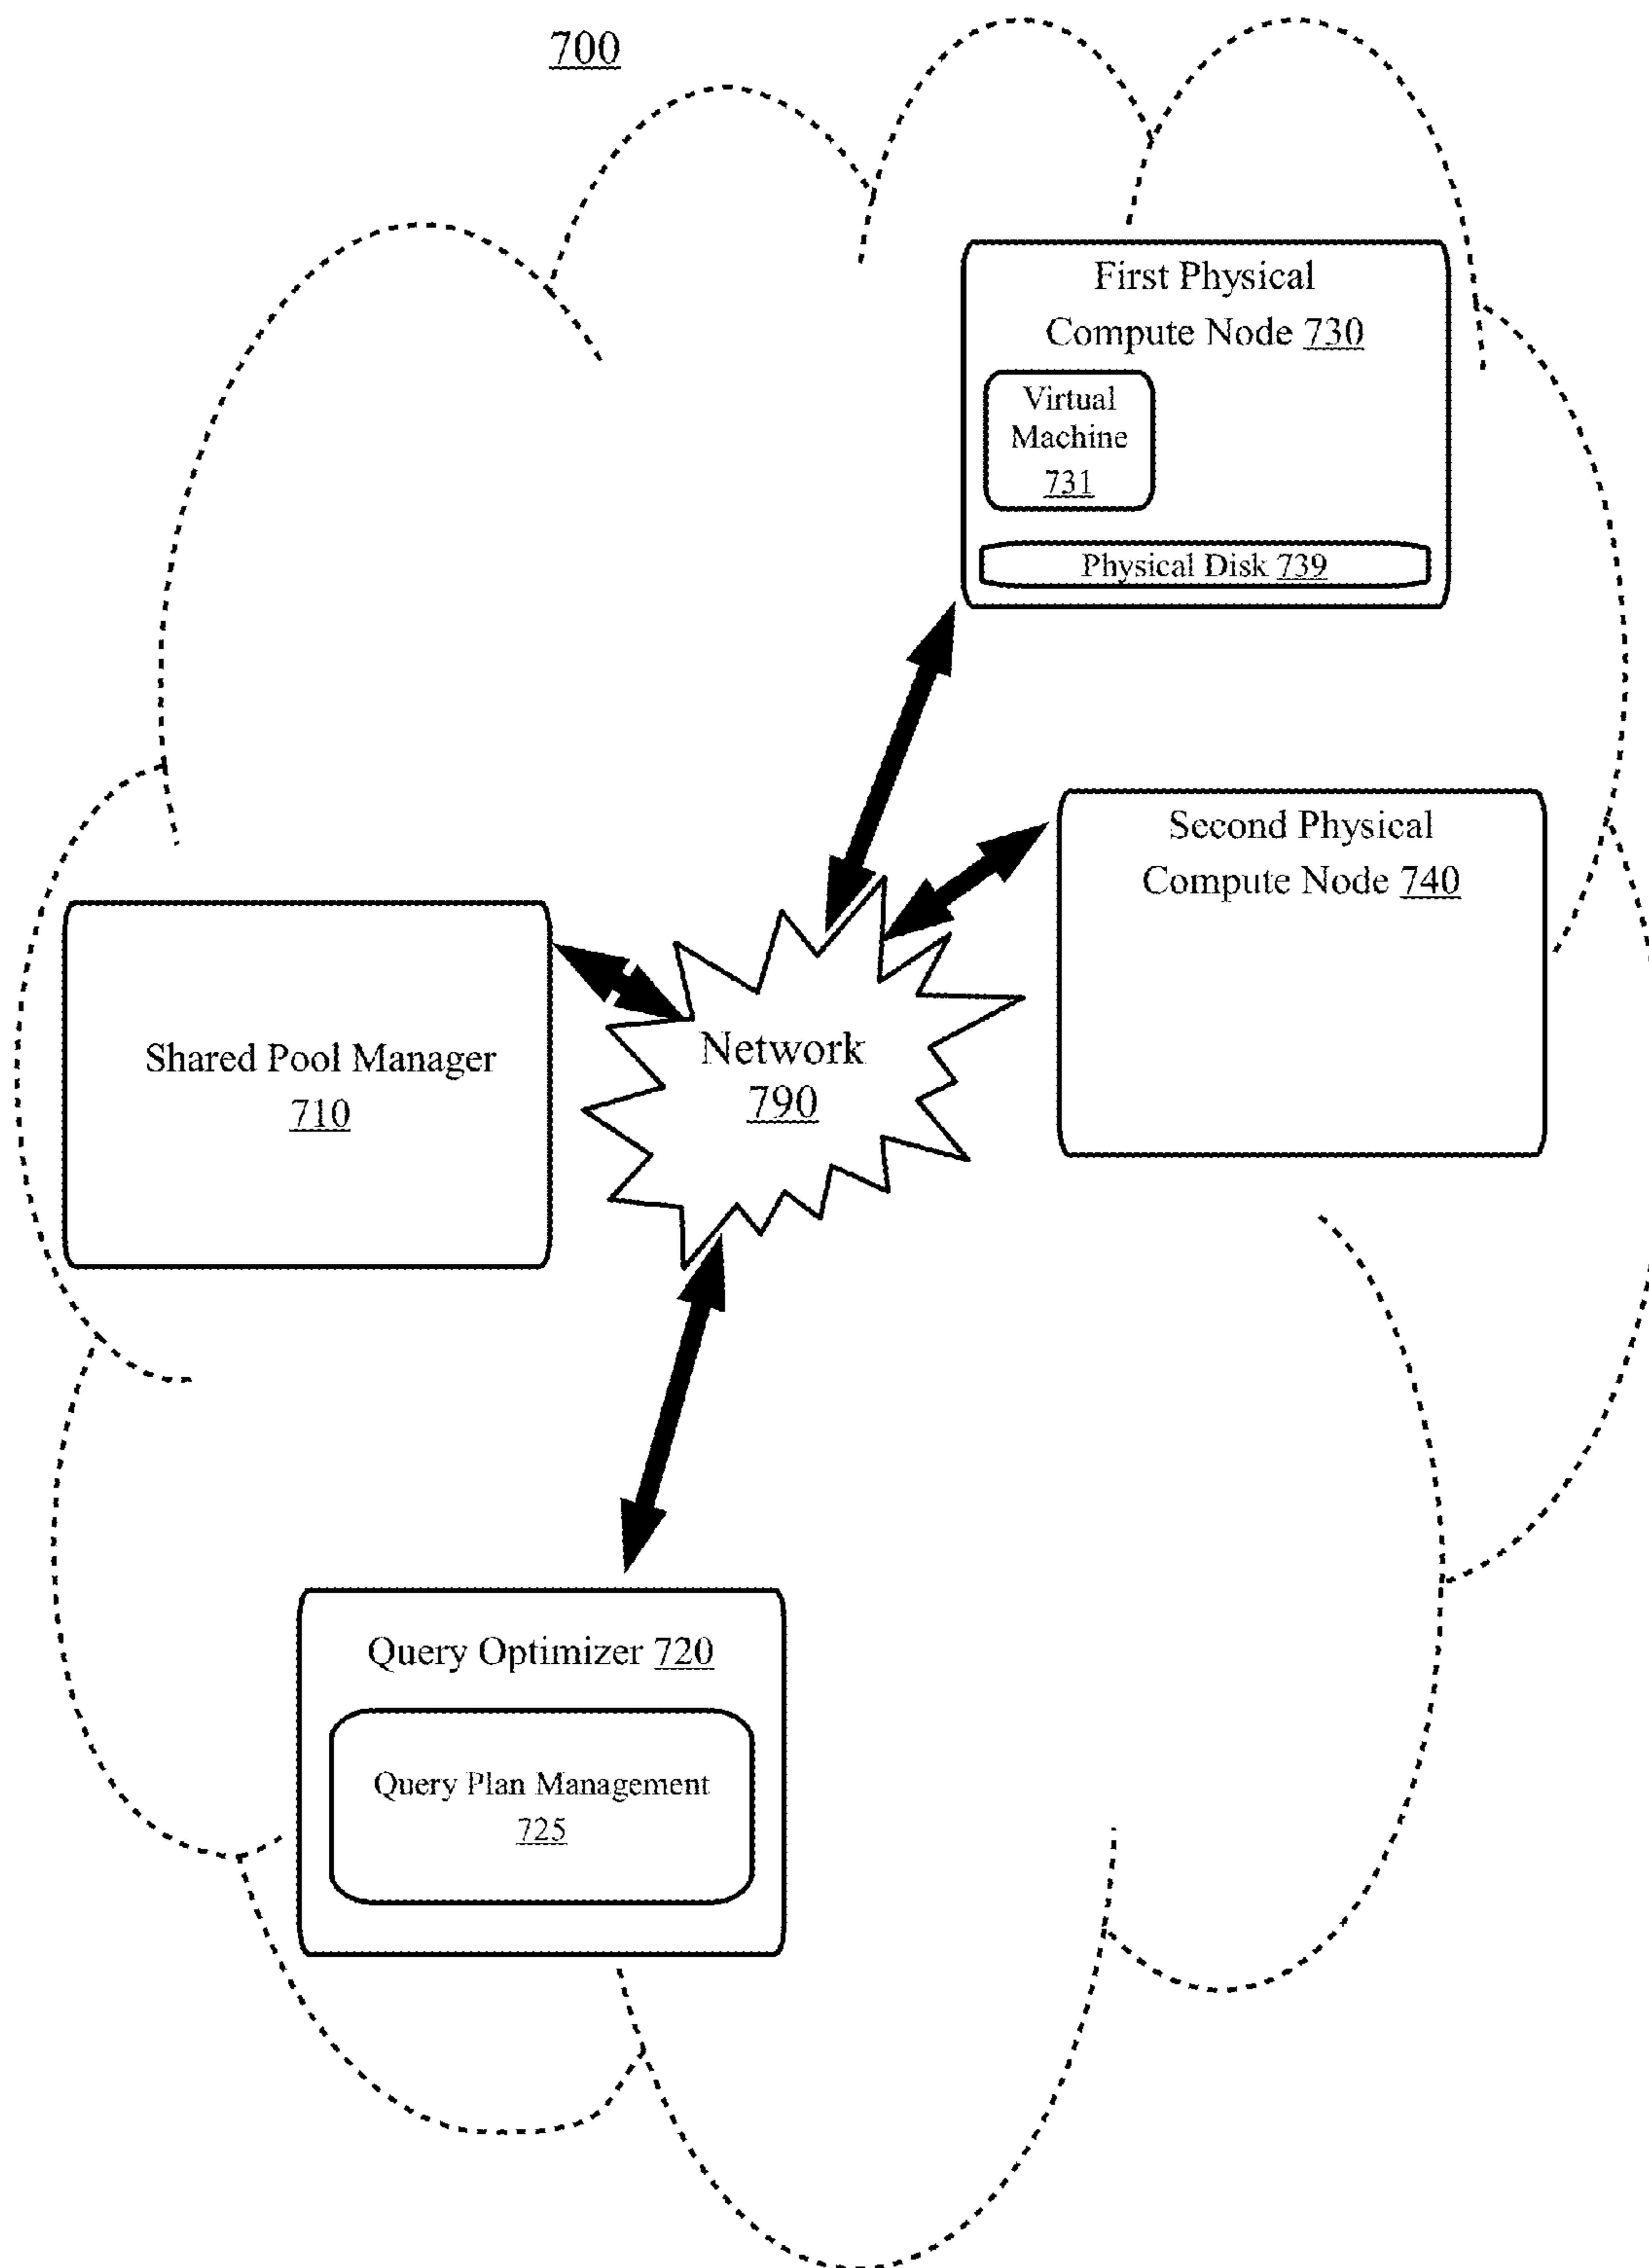 700
First Physical
Compute Node 730
Virtual
Machine
731
Physical Disk 739
Second Physical
Compute Node 740
Shared Pool Manager
710
Network
790
Query Optimizer 720
Query Plan Management
725